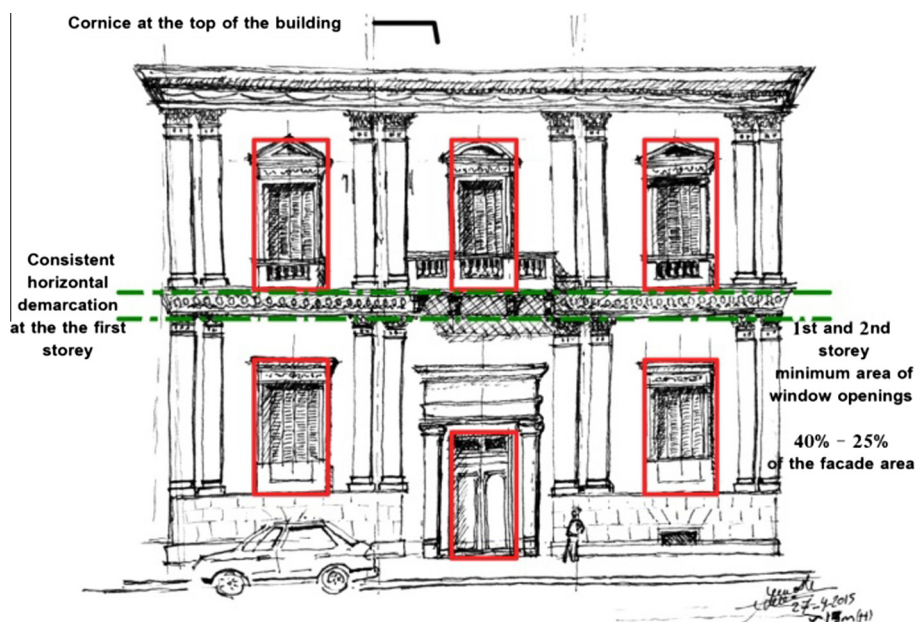 Cornice at the top of the building
Consistent
horizontal
demarcation
at the the first
storey
1st and 2nd
storey
minimum area of
window openings
40% - 25%
of the facade area
27-4-2015